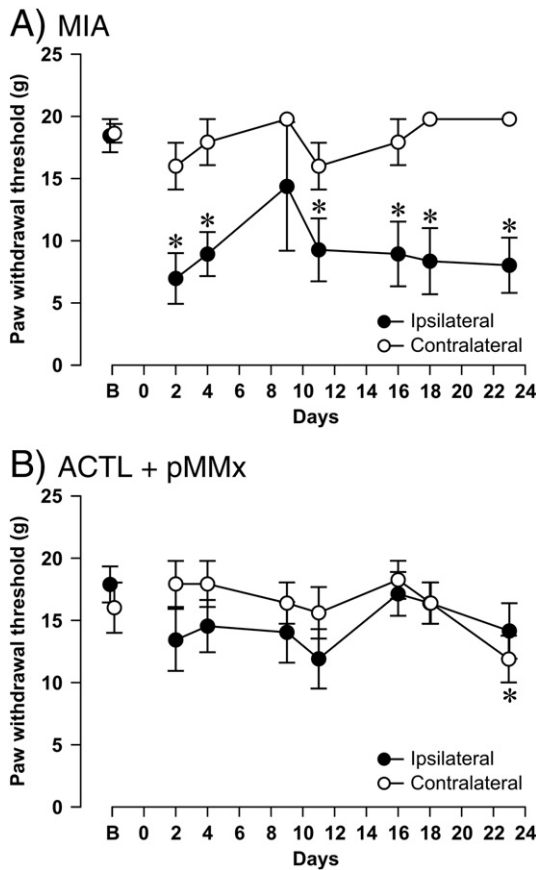 A) MIA
Paw withdrawal threshold (g)
25
20
15
10
5
0
* * * * * *
Ipsilateral
Contralateral
B 0 2 4 6 8 10 12 14 16 18 20 22 24
Days
B) ACTL + pMMx
Paw withdrawal threshold (g)
25
20
15
10
5
0
*
Ipsilateral
Contralateral
B 0 2 4 6 8 10 12 14 16 18 20 22 24
Days